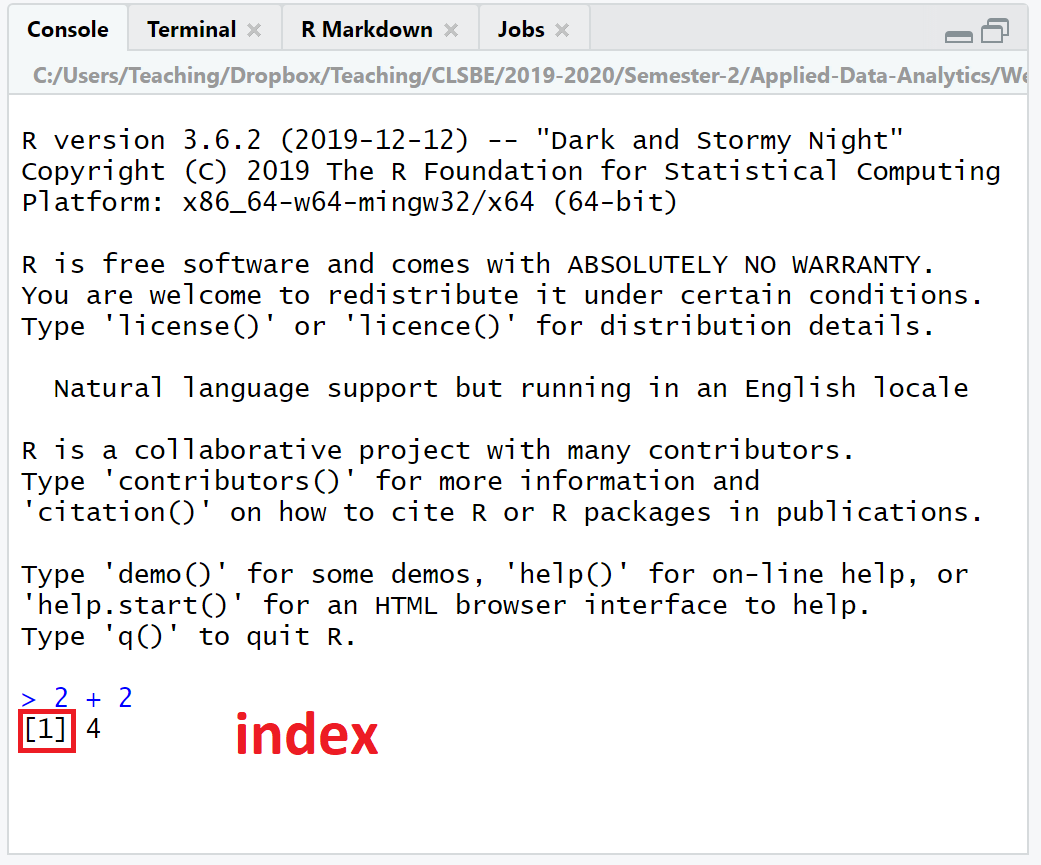 Console Terminal R Markdown Jobs
C:/Users/Teaching/Dropbox/Teaching/CLSBE/2019-2020/Semester-2/Applied-Data-Analytics/We
R version 3.6.2 (2019-12-12) -- "Dark and Stormy Night"
Copyright (C) 2019 The R Foundation for Statistical Computing
Platform: x86_64-w64-mingw32/x64 (64-bit)
R is free software and comes with ABSOLUTELY NO WARRANTY.
You are welcome to redistribute it under certain conditions.
Type 'license()' or 'licence()' for distribution details.
Natural language support but running in an English locale
R is a collaborative project with many contributors.
Type 'contributors()' for more information and
'citation()' on how to cite R or R packages in publications.
Type 'demo()' for some demos, 'help()' for on-line help, or
'help.start()' for an HTML browser interface to help.
Type 'q()' to quit R.
> 2 + 2
[1] 4
index